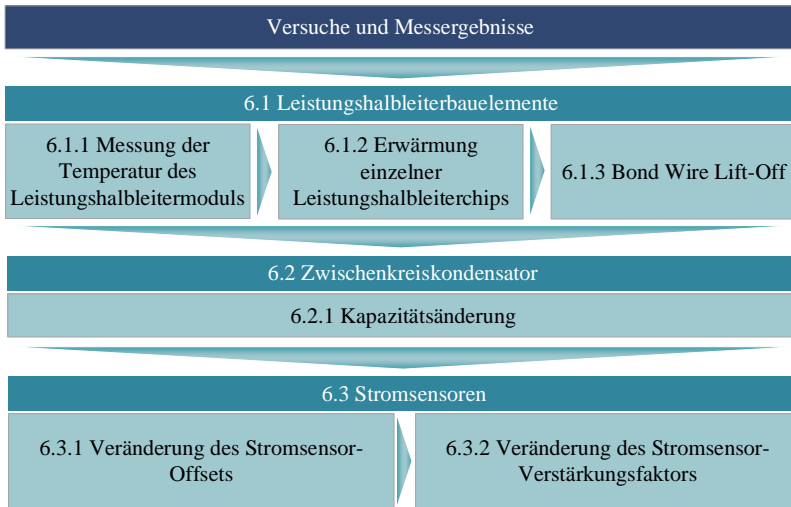 Versuche und Messergebnisse
6.1 Leistungshalbleiterbauelemente
6.1.1 Messung der
Temperatur des
Leistungshalbleitermoduls
6.1.2 Erwärmung
einzelner
Leistungshalbleiterchips
6.1.3 Bond Wire Lift-Off
6.2 Zwischenkreiskondensator
6.2.1 Kapazitätsänderung
6.3 Stromsensoren
6.3.1 Veränderung des Stromsensor-
Offsets
6.3.2 Veränderung des Stromsensor-
Verstärkungsfaktors